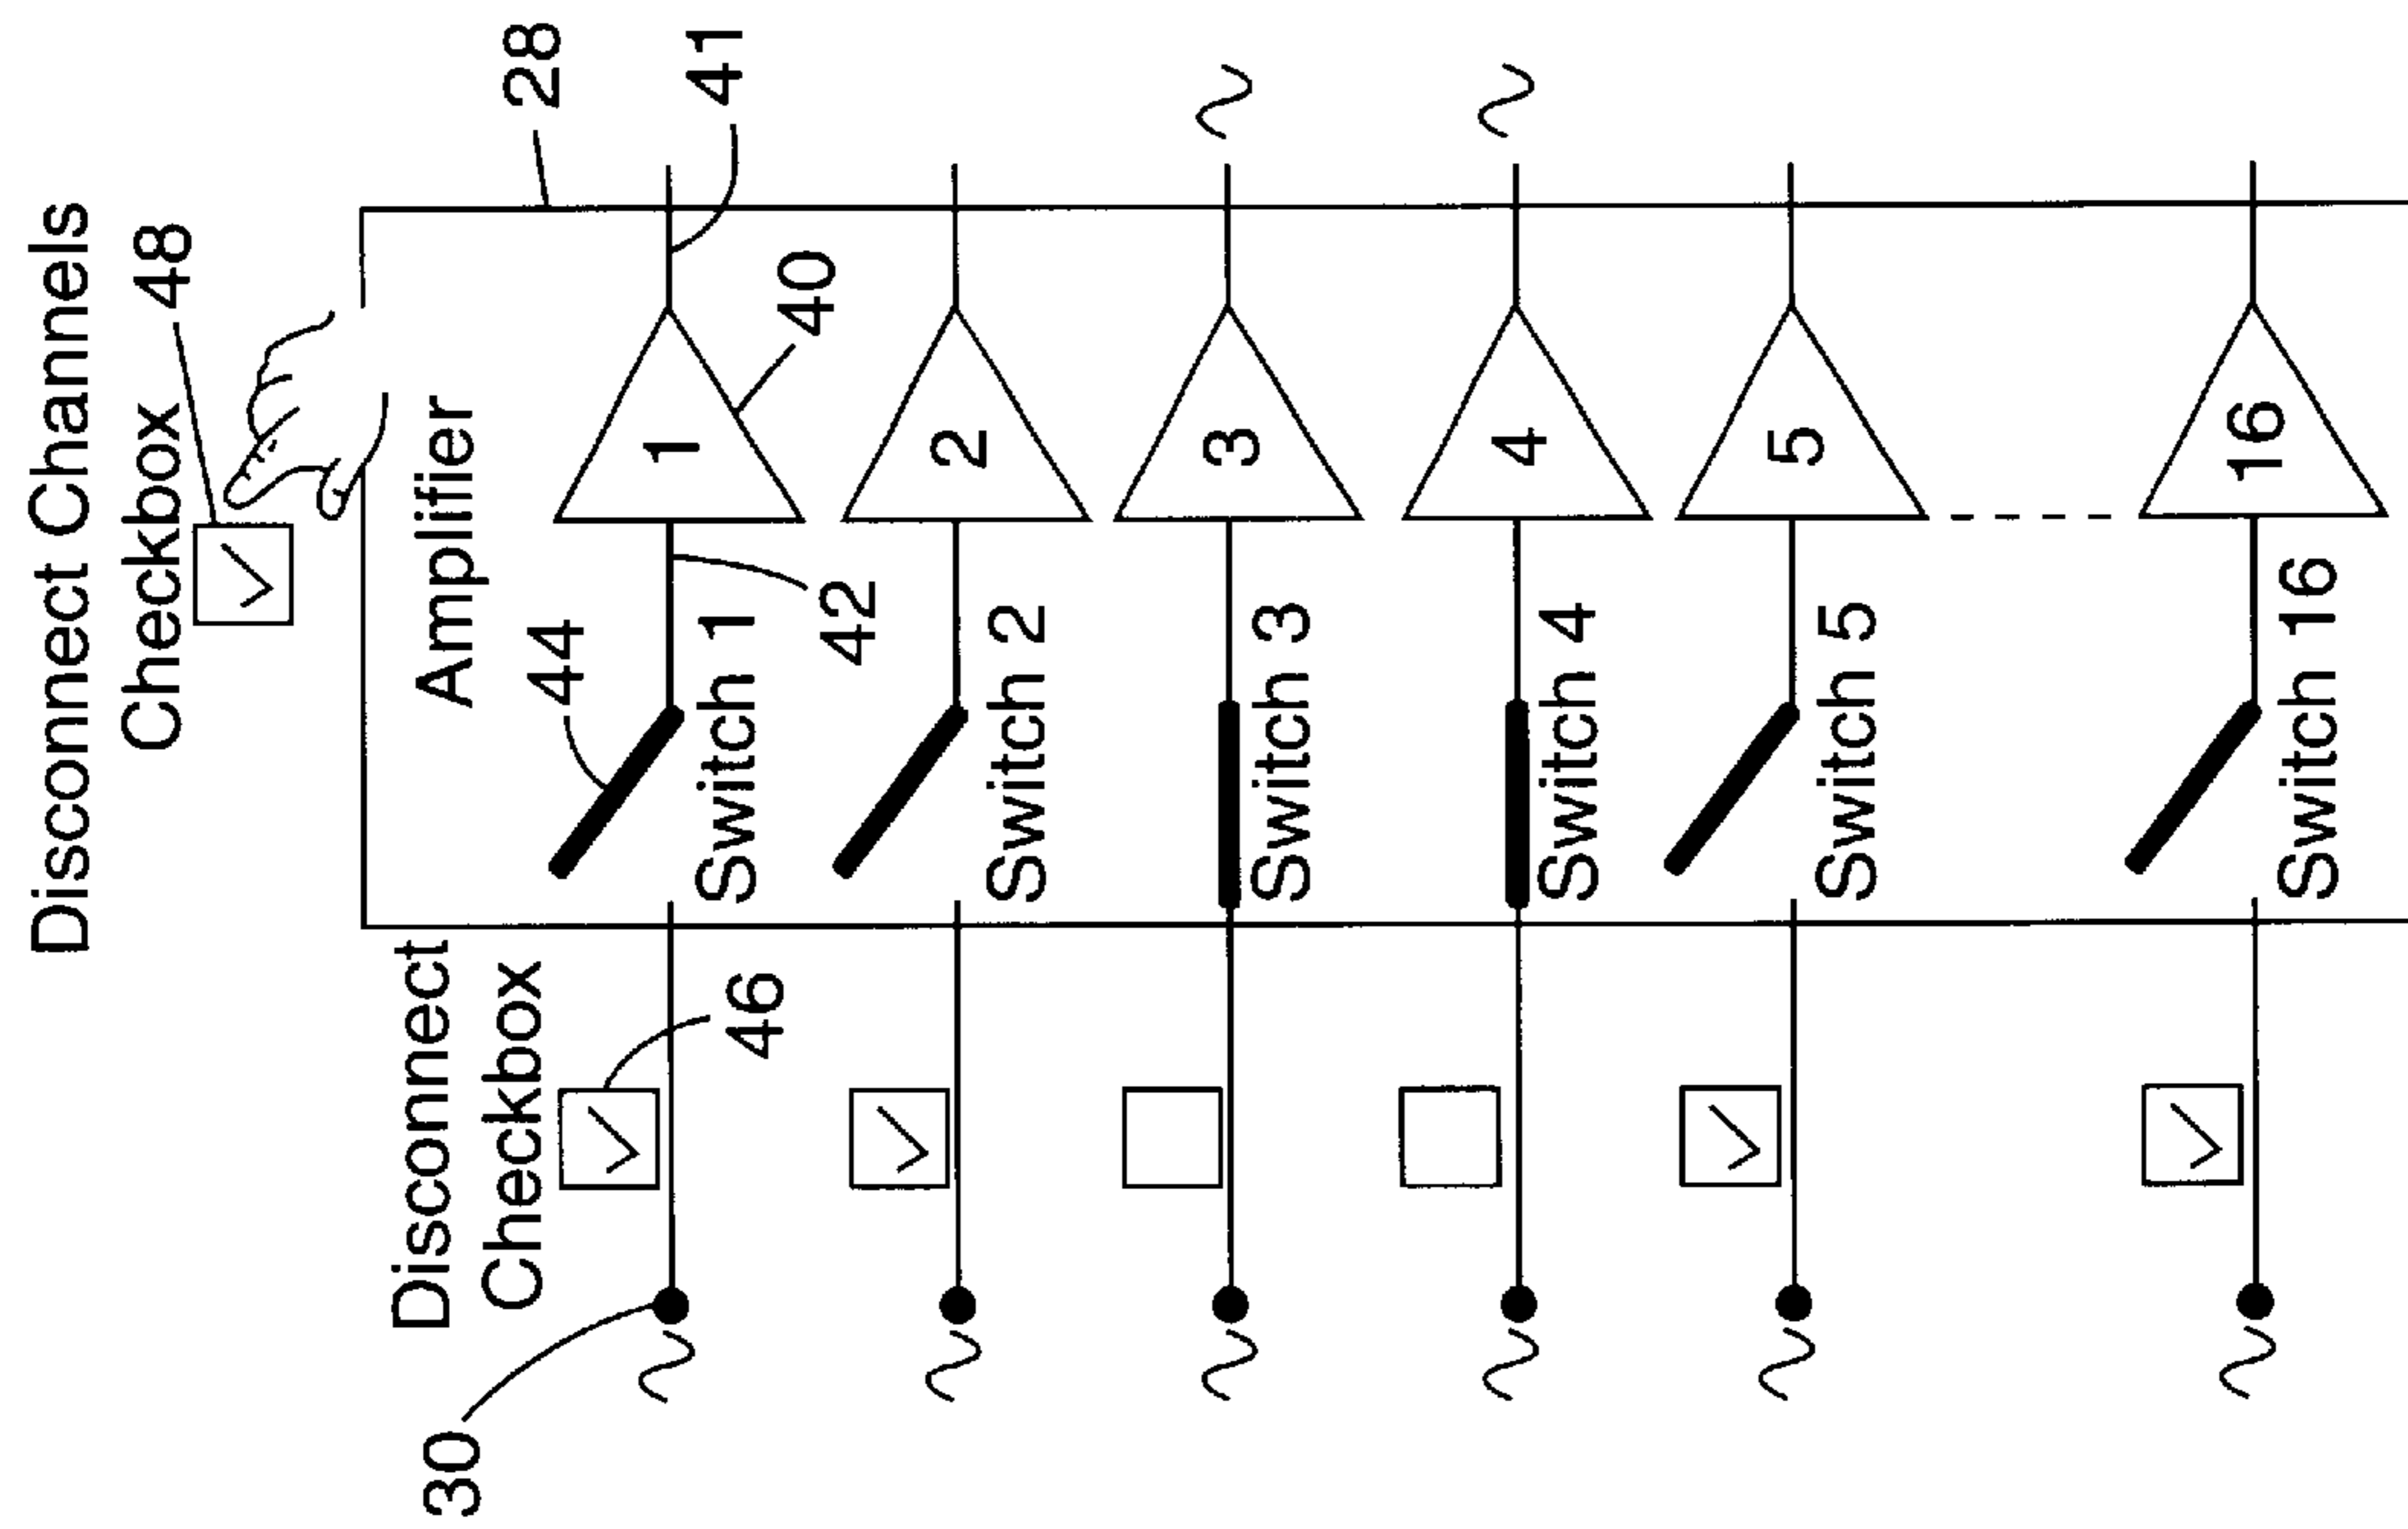 Disconnect Channels
Checkbox 48
28
41
Disconnect
Checkbox
Amplifier
30
46
44
42
40
1
Switch 1
2
Switch 2
3
Switch 3
4
Switch 4
5
Switch 5
16
Switch 16